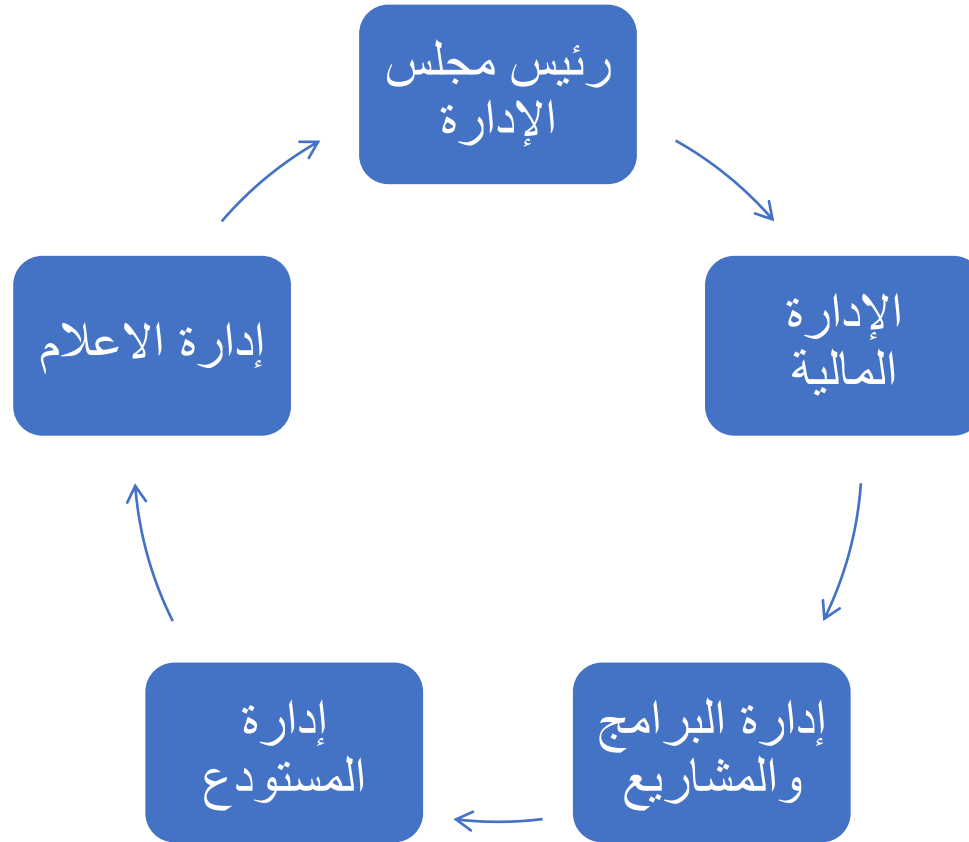 رئيس مجلس
الإدارة
الإدارة
المالية
إدارة البرامج
والمشاريع
إدارة
المستودع
إدارة الاعلام